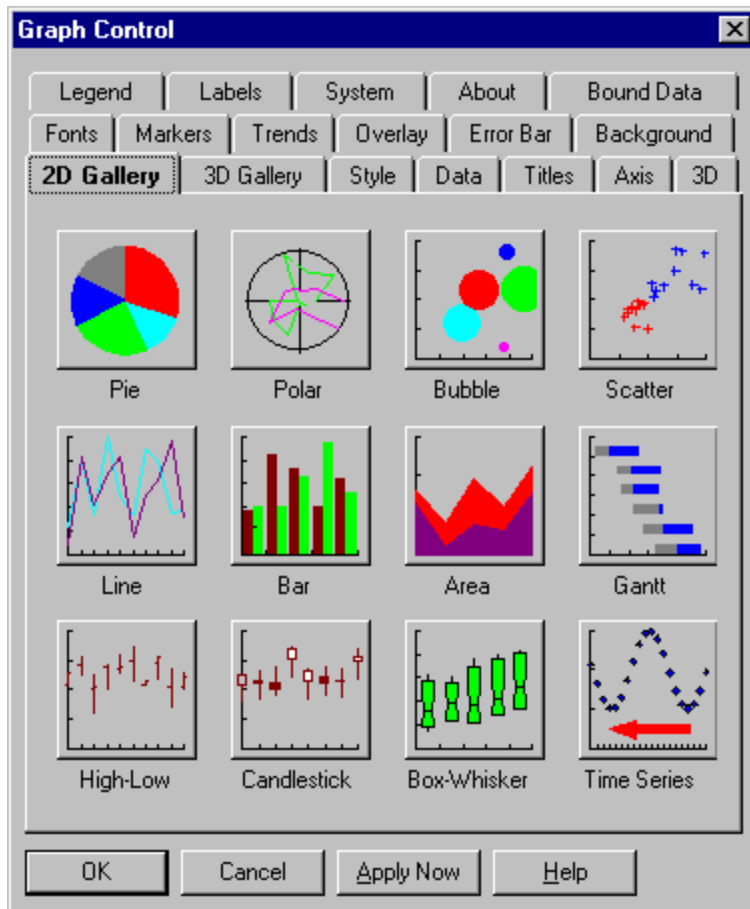 Graph Control
Legend Labels System About Bound Data
Fonts Markers Trends Overlay Error Bar Background
2D Gallery 3D Gallery Style Data Titles Axis 3D
Pie Polar Bubble Scatter
Line Bar Area Gantt
High-Low Candlestick Box-Whisker Time Series
OK Cancel Apply Now Help